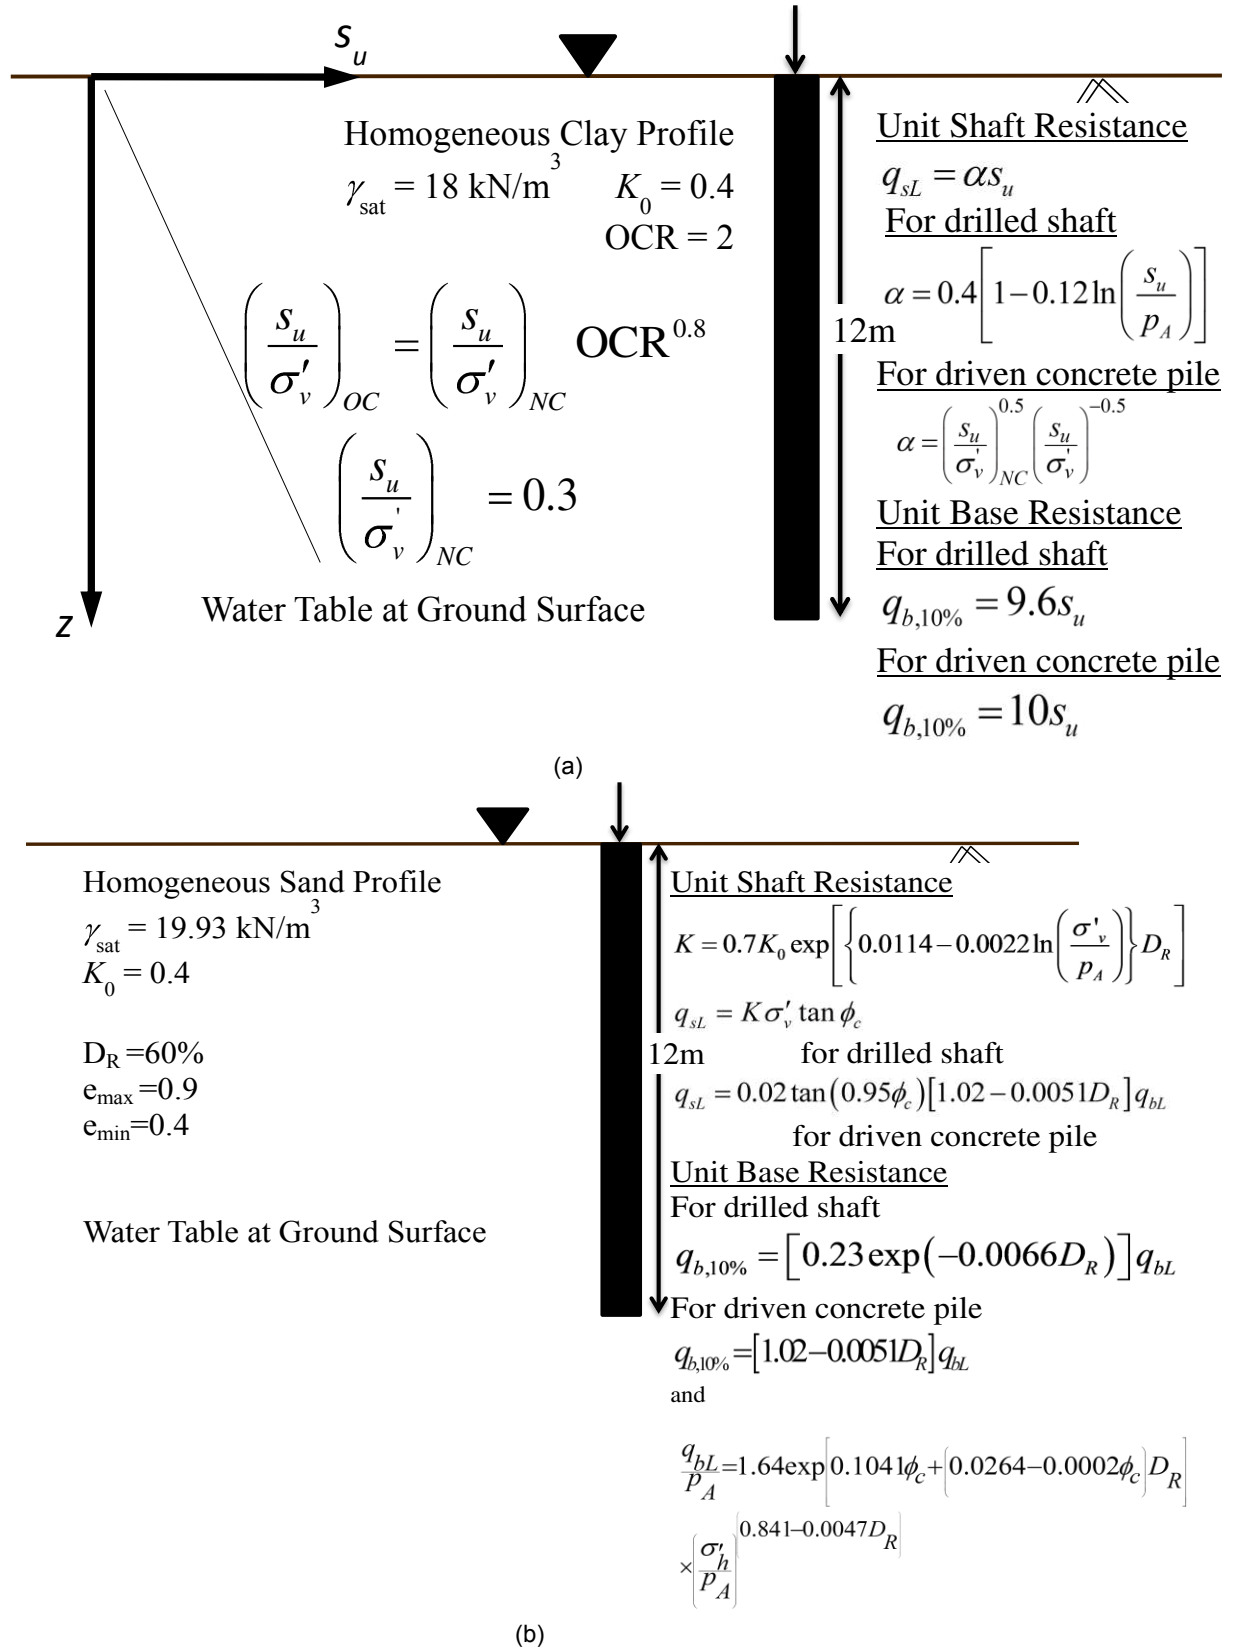 s_u
Homogeneous Clay Profile
γ_sat = 18 kN/m^3 K_0 = 0.4
OCR = 2
(s_u/σ′_v)_OC = (s_u/σ′_v)_NC OCR^0.8
(s_u/σ'_v)_NC = 0.3
Water Table at Ground Surface
z
12m
Unit Shaft Resistance
q_sL = αs_u
For drilled shaft
α = 0.4[1−0.12ln(s_u/p_A)]
For driven concrete pile
α = (s_u/σ'_v)_NC^0.5 (s_u/σ'_v)^−0.5
Unit Base Resistance
For drilled shaft
q_b,10% = 9.6s_u
For driven concrete pile
q_b,10% = 10s_u
(a)
Homogeneous Sand Profile
γ_sat = 19.93 kN/m^3
K_0 = 0.4
D_R =60%
e_max =0.9
e_min=0.4
Water Table at Ground Surface
12m
Unit Shaft Resistance
K = 0.7K_0 exp[{0.0114−0.0022ln(σ'_v/p_A)}D_R]
q_sL = Kσ′_v tan ϕ_c
for drilled shaft
q_sL = 0.02 tan(0.95ϕ_c)[1.02−0.0051D_R]q_bL
for driven concrete pile
Unit Base Resistance
For drilled shaft
q_b,10% = [0.23exp(−0.0066D_R)]q_bL
For driven concrete pile
q_b,10%=[1.02−0.0051D_R]q_bL
and
q_bL/p_A=1.64exp[0.1041ϕ_c+(0.0264−0.0002ϕ_c)D_R]
×(σ′_h/p_A)^(0.841−0.0047D_R)
(b)